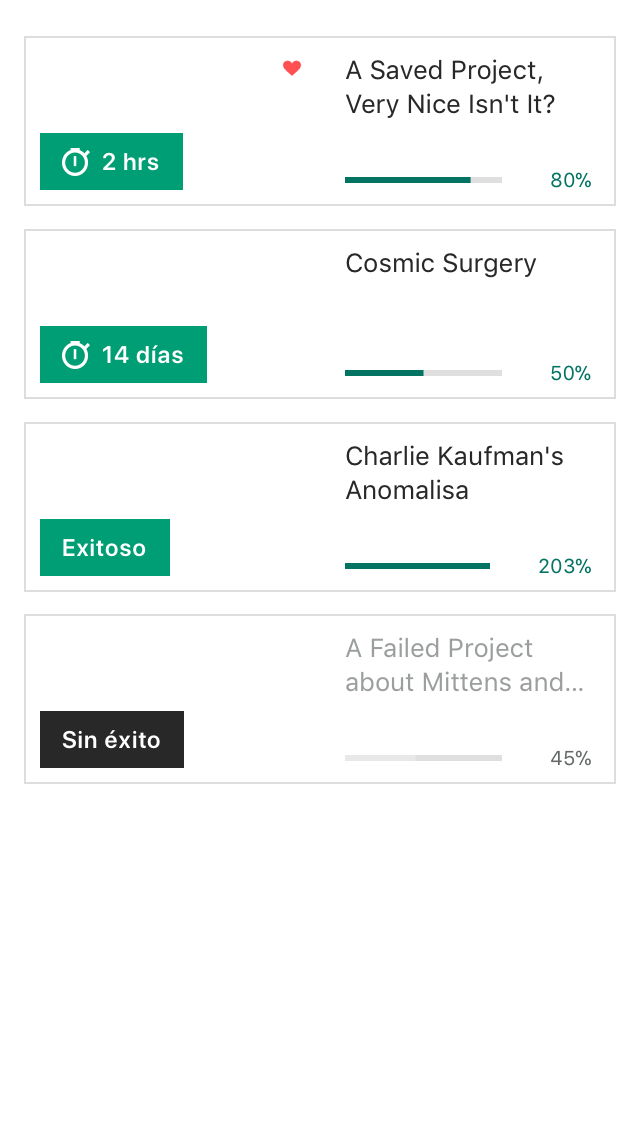 A Saved Project,
Very Nice Isn't It?
2 hrs
80%
Cosmic Surgery
14 días
50%
Charlie Kaufman's
Anomalisa
Exitoso
203%
A Failed Project
about Mittens and...
Sin éxito
45%